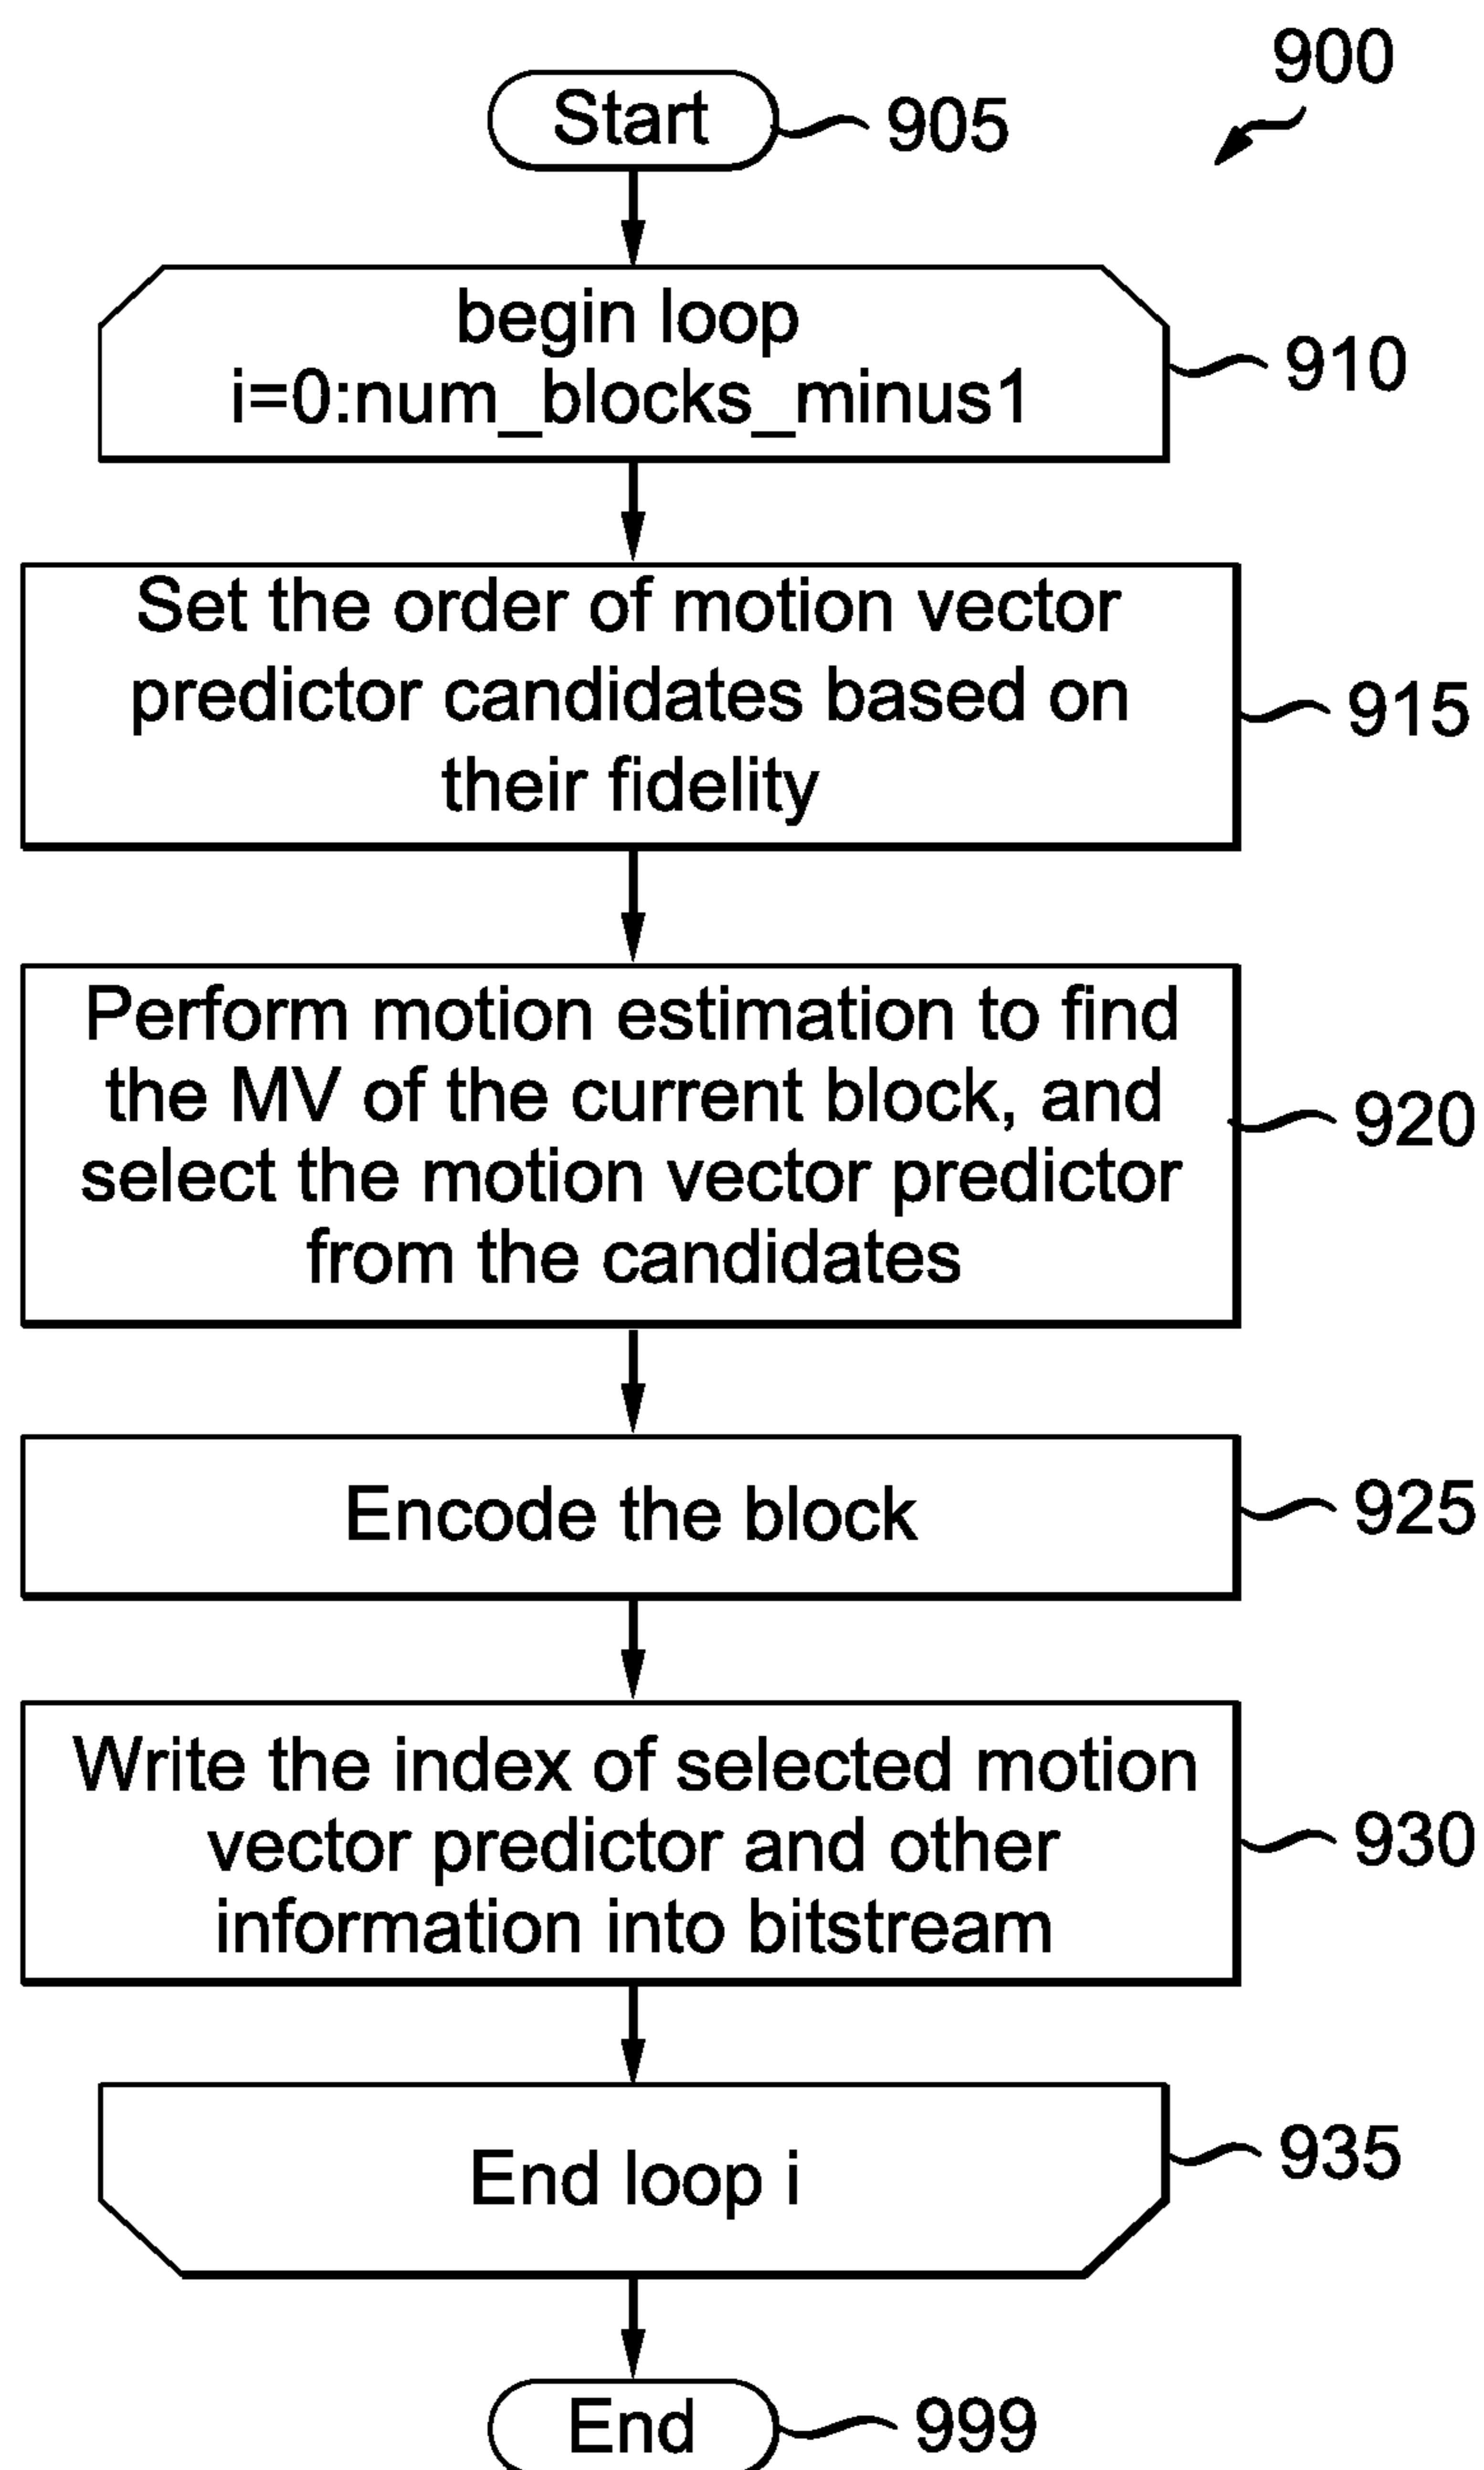 900
Start
905
begin loop
i=0:num_blocks_minus1
910
Set the order of motion vector
predictor candidates based on
their fidelity
915
Perform motion estimation to find
the MV of the current block, and
select the motion vector predictor
from the candidates
920
Encode the block
925
Write the index of selected motion
vector predictor and other
information into bitstream
930
End loop i
935
End
999